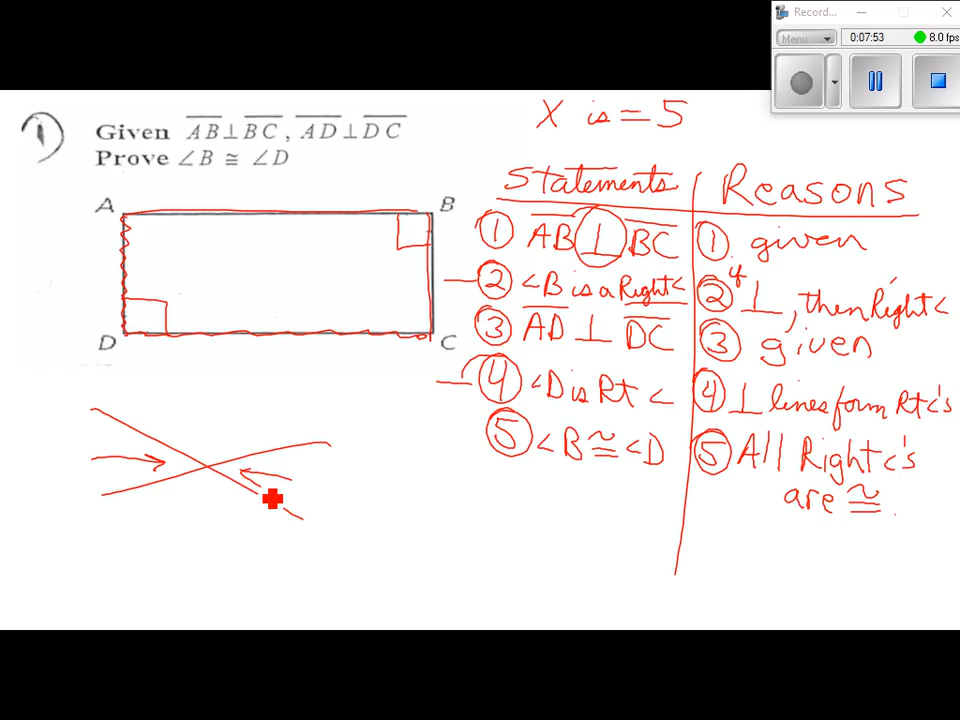 Record...
Menu
0:07:53
8.0 fps
X is = 5
1)
Given AB ⊥ BC, AD ⊥ DC
Prove ∠B ≅ ∠D
A
B
D
C
Statements
Reasons
① AB ⊥ BC
① given
② ∠B is a Right ∠
② 4 ⊥, then Right ∠
③ AD ⊥ DC
③ given
④ ∠D is Rt ∠
④ ⊥ lines form Rt ∠'s
⑤ ∠B ≅ ∠D
⑤ All Right ∠'s
are ≅.